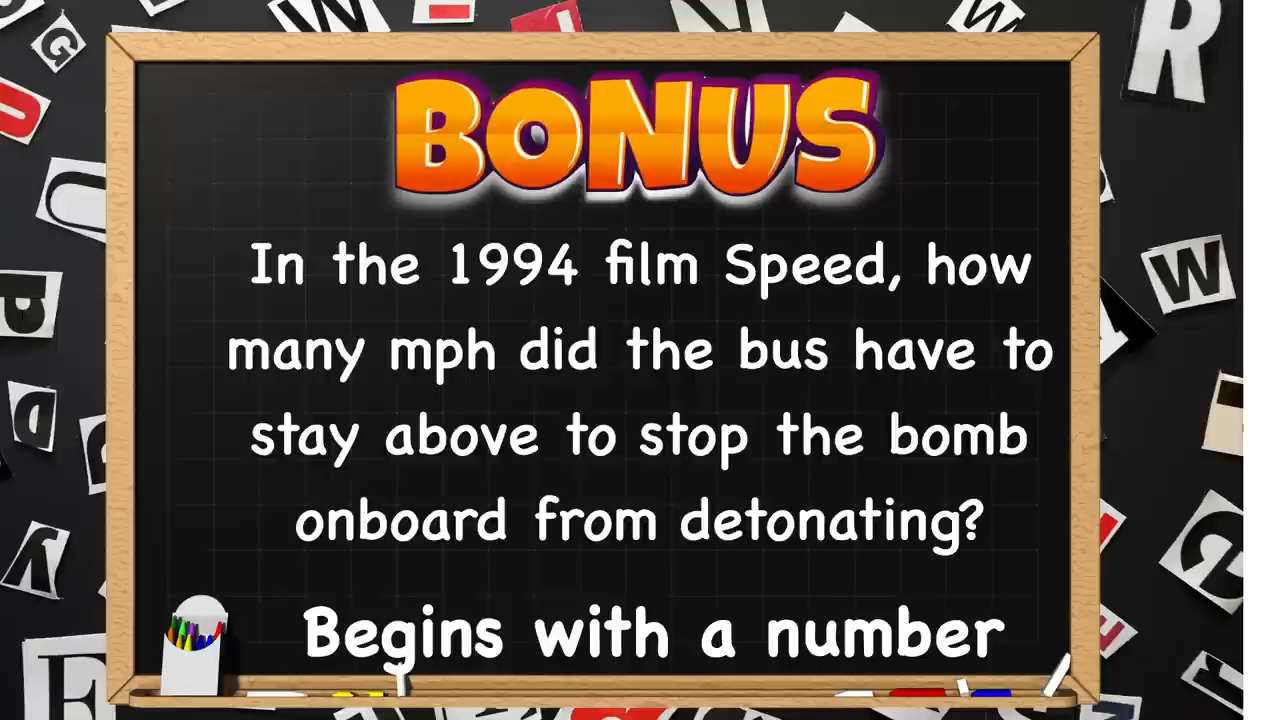 BONUS
In the 1994 film Speed, how
many mph did the bus have to
stay above to stop the bomb
onboard from detonating?
Begins with a number